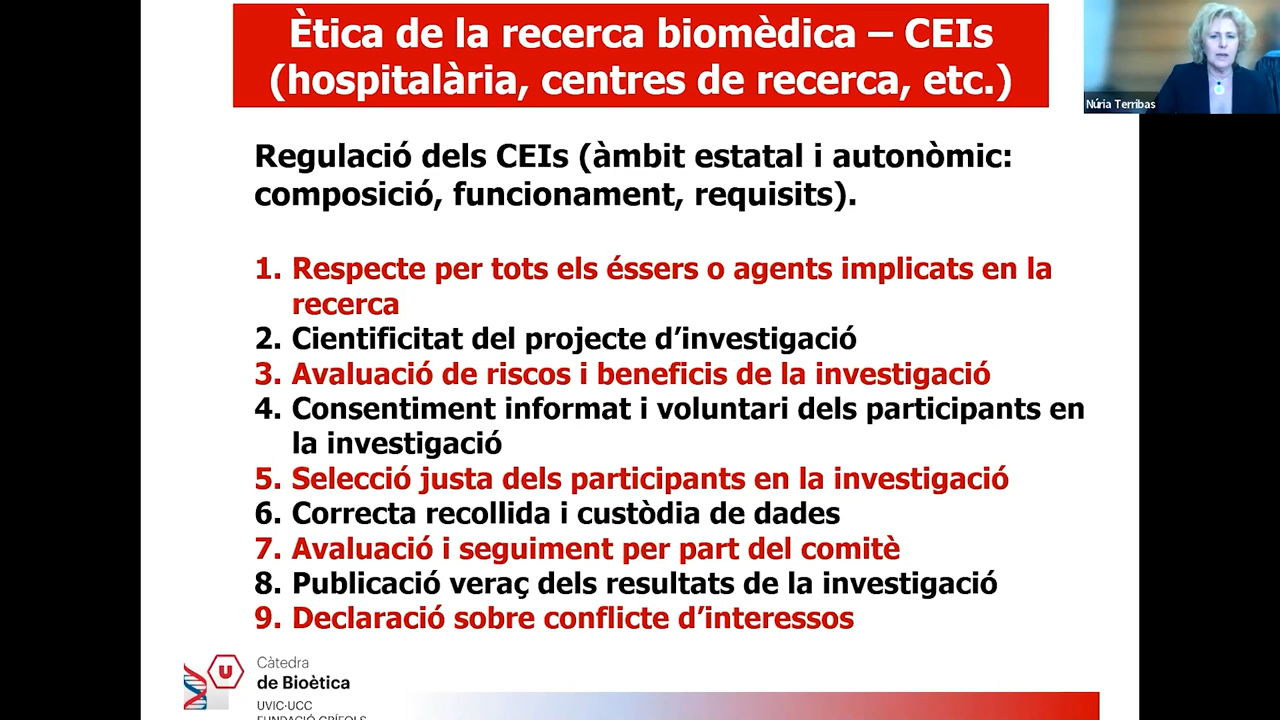 Ètica de la recerca biomèdica – CEIs
(hospitalària, centres de recerca, etc.)
Núria Terribas
Regulació dels CEIs (àmbit estatal i autonòmic:
composició, funcionament, requisits).
1. Respecte per tots els éssers o agents implicats en la
recerca
2. Cientificitat del projecte d’investigació
3. Avaluació de riscos i beneficis de la investigació
4. Consentiment informat i voluntari dels participants en
la investigació
5. Selecció justa dels participants en la investigació
6. Correcta recollida i custòdia de dades
7. Avaluació i seguiment per part del comitè
8. Publicació veraç dels resultats de la investigació
9. Declaració sobre conflicte d’interessos
U
Càtedra
de Bioètica
UVIC·UCC
FUNDACIÓ GRÍFOLS